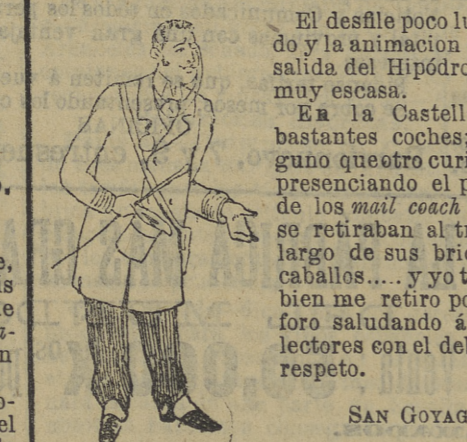 El desfile poco lu
do y la animacion
salida del Hipódro
muy escasa.
En la Castell
bastantes coches;
guno que otro curi
presenciando el p
de los mail coach
se retiraban al tr
largo de sus brio
caballos..... y yo t
bien me retiro po
foro saludando á
lectores con el deb
respeto.
SAN GOYAG